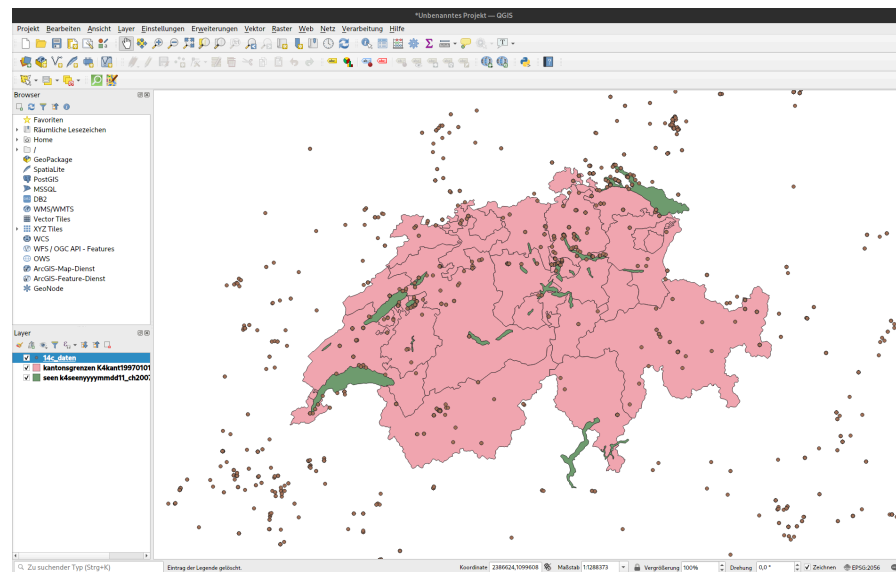 *Unbenanntes Projekt — QGIS
Projekt Bearbeiten Ansicht Layer Einstellungen Erweiterungen Vektor Raster Web Netz Verarbeitung Hilfe
Browser
Favoriten
Räumliche Lesezeichen
Home
/
GeoPackage
SpatiaLite
PostGIS
MSSQL
DB2
WMS/WMTS
Vector Tiles
XYZ Tiles
WCS
WFS / OGC API - Features
OWS
ArcGIS-Map-Dienst
ArcGIS-Feature-Dienst
GeoNode
Layer
14c_daten
kantonsgrenzen K4kant19970101
seen k4seenyyyymmdd11_ch2007
Zu suchender Typ (Strg+K) Eintrag der Legende gelöscht. Koordinate 2386624,1099608 Maßstab 1:1288373 Vergrößerung 100% Drehung 0,0 ° Zeichnen EPSG:2056